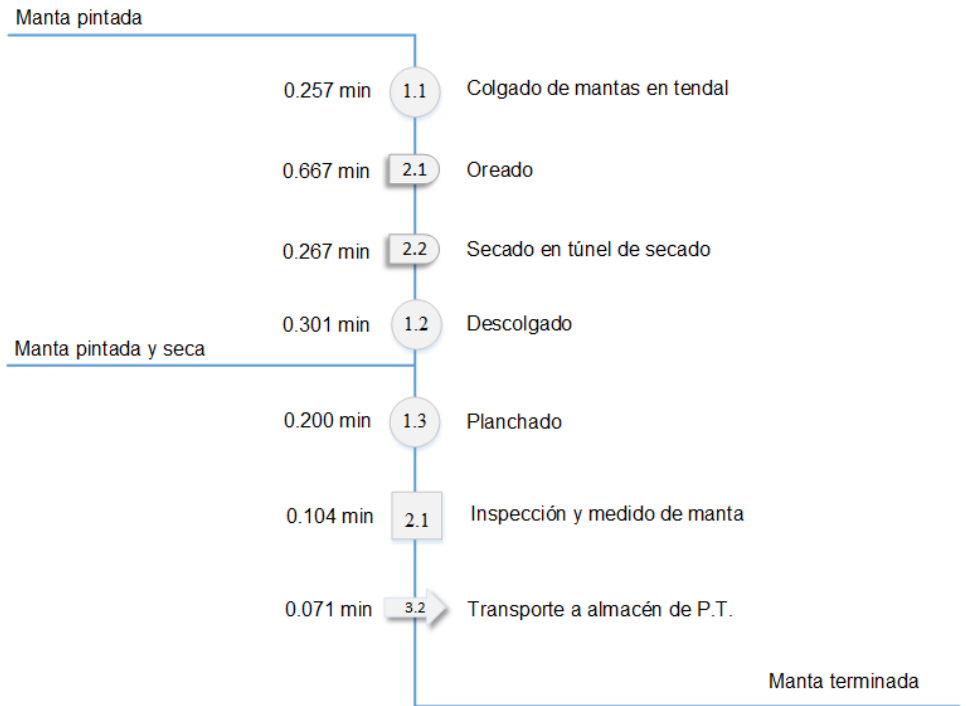 Manta pintada
0.257 min 1.1 Colgado de mantas en tendal
0.667 min 2.1 Oreado
0.267 min 2.2 Secado en túnel de secado
0.301 min 1.2 Descolgado
Manta pintada y seca
0.200 min 1.3 Planchado
0.104 min 2.1 Inspección y medido de manta
0.071 min 3.2 Transporte a almacén de P.T.
Manta terminada